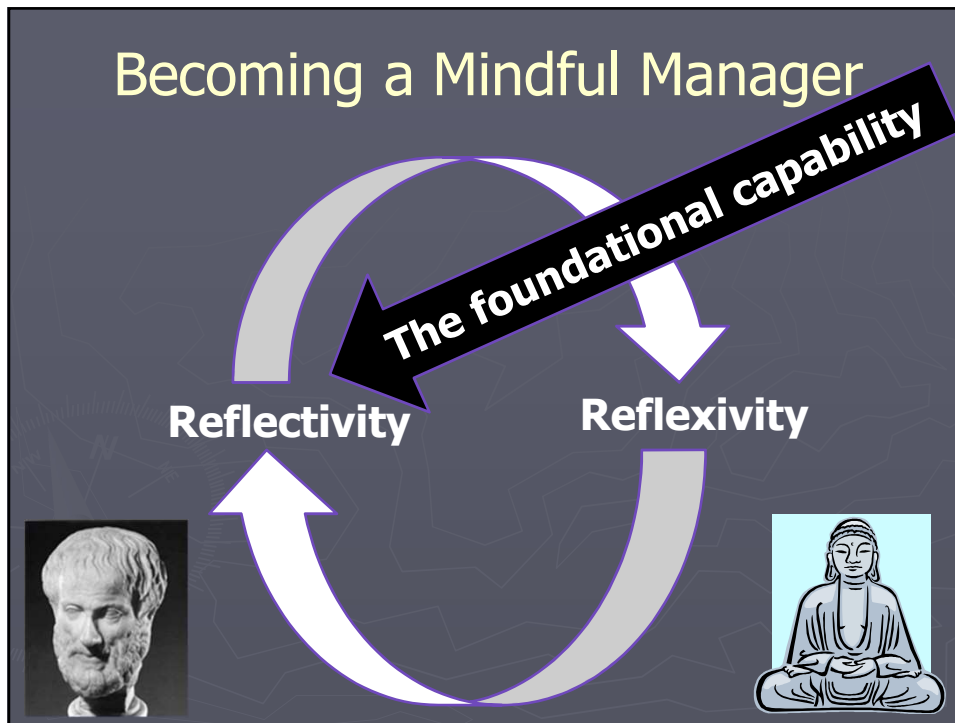 Becoming a Mindful Manager
The foundational capability
Reflectivity
Reflexivity